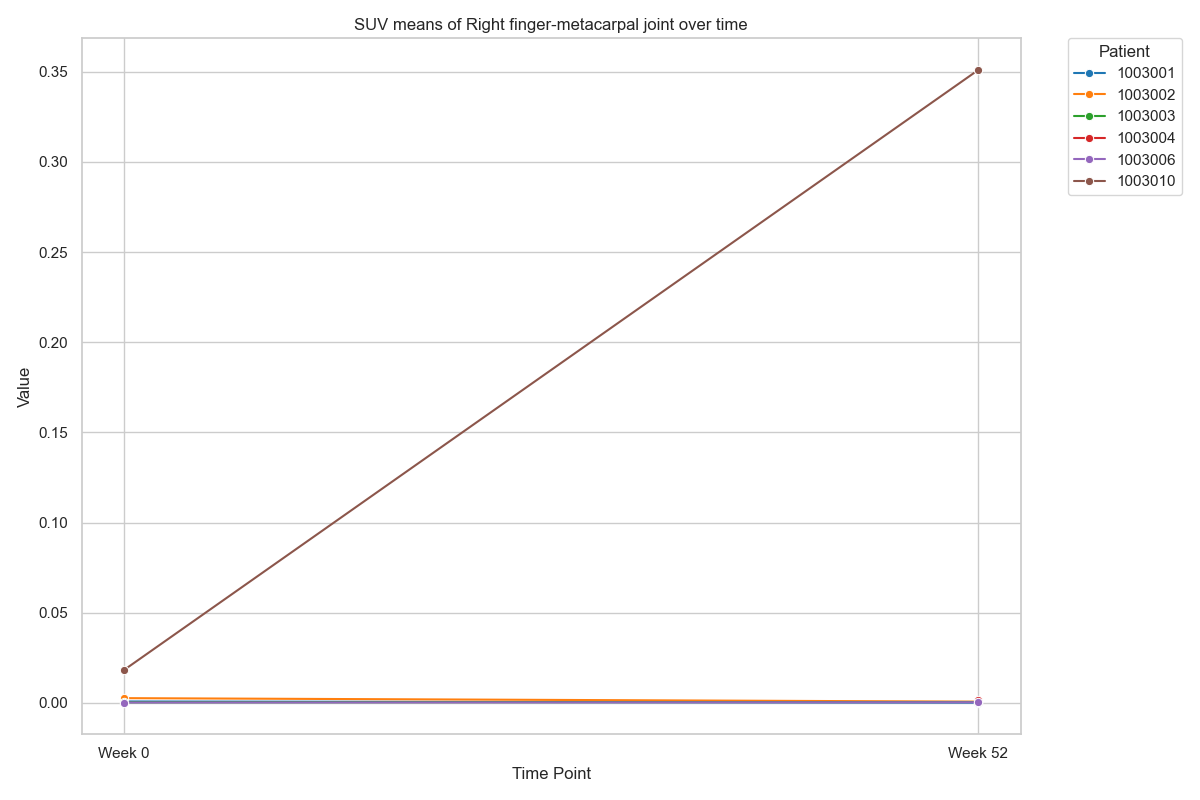 SUV means of Right finger-metacarpal joint over time
Patient
1003001
1003002
1003003
1003004
1003006
1003010
0.35
0.30
0.25
0.20
0.15
0.10
0.05
0.00
Value
Week 0
Week 52
Time Point